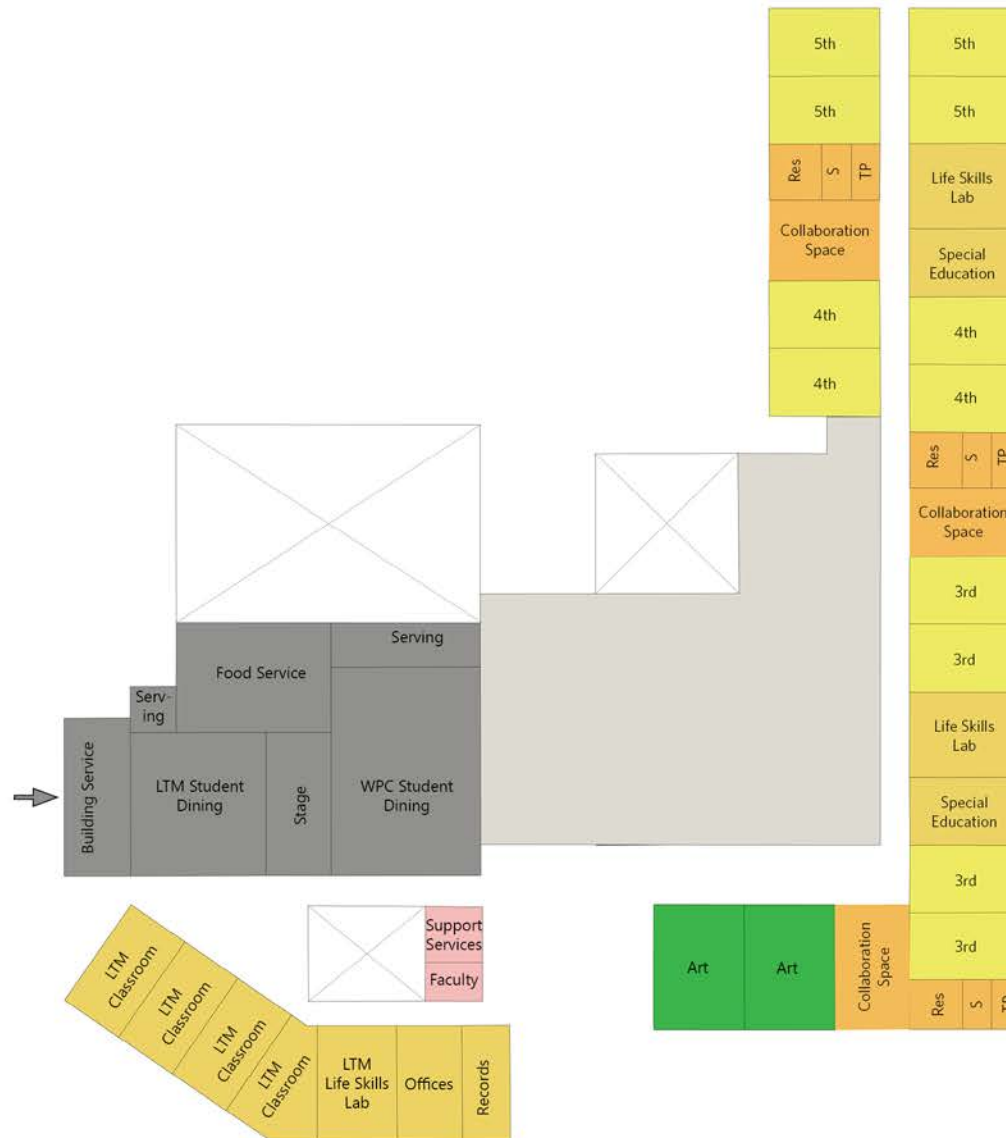 5th
5th
Res
S
TP
Collaboration
Space
4th
4th
5th
5th
Life Skills
Lab
Special
Education
4th
4th
Res
S
TP
Collaboration
Space
3rd
3rd
Life Skills
Lab
Special
Education
3rd
3rd
Res
S
TP
Serving
Food Service
Serv-
ing
Building Service
LTM Student
Dining
Stage
WPC Student
Dining
Support
Services
Faculty
Art
Art
Collaboration
Space
LTM
Classroom
LTM
Classroom
LTM
Classroom
LTM
Classroom
LTM
Life Skills
Lab
Offices
Records